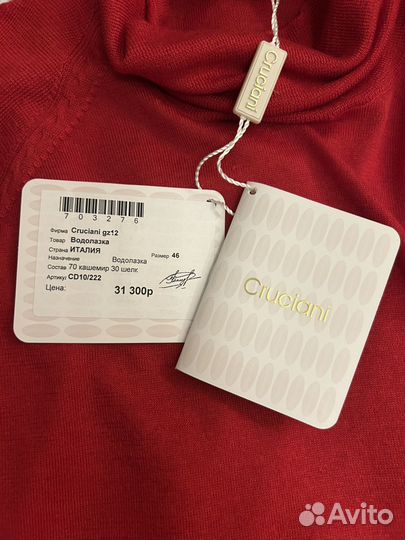 Cruciani
703276
Фирма Cruciani gz12
Товар Водолазка
Страна ИТАЛИЯ Размер 46
Назначение Водолазка
Состав 70 кашемир 30 шелк
Артикул CD10/222
Цена: 31 300р
Cruciani
Avito